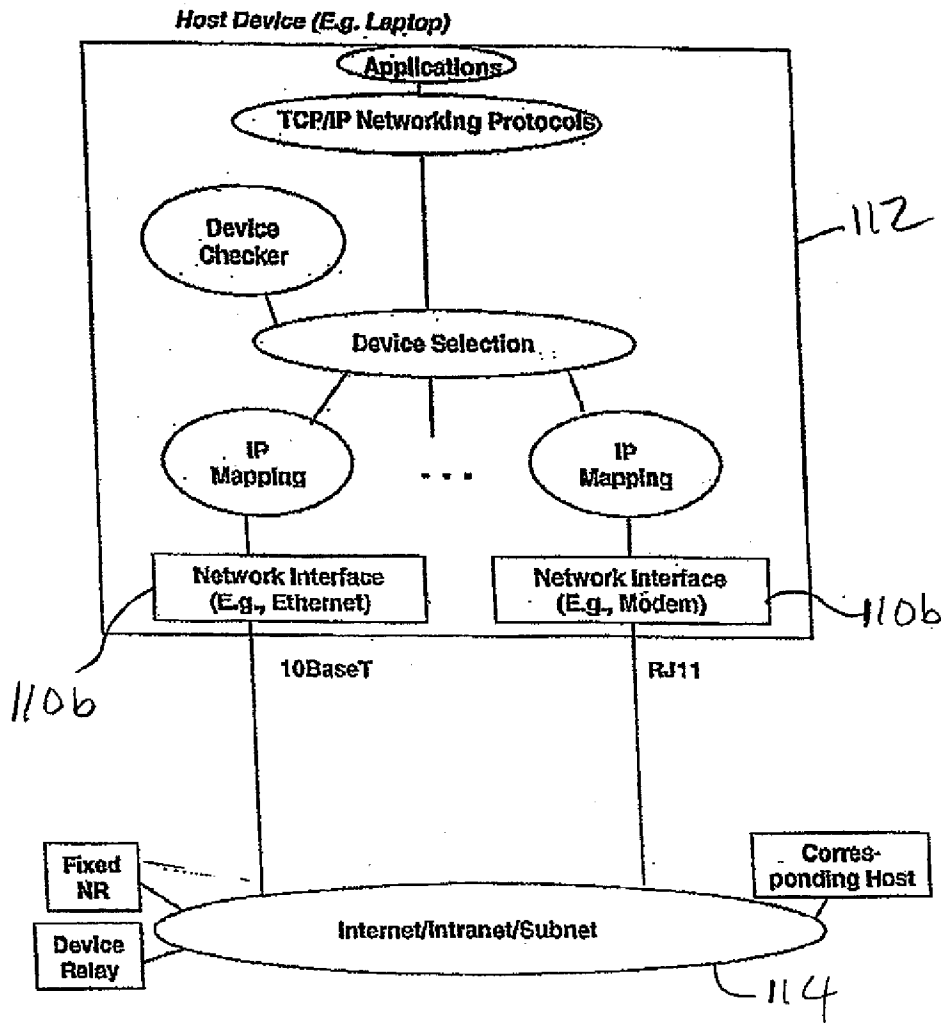 Host Device (E.g. Laptop)
Applications
TCP/IP Networking Protocols
Device
Checker
112
Device Selection
IP
Mapping
...
IP
Mapping
Network Interface
(E.g., Ethernet)
Network Interface
(E.g., Modem)
110b
110b
10BaseT
RJ11
Fixed
NR
Corres-
ponding Host
Internet/Intranet/Subnet
Device
Relay
114